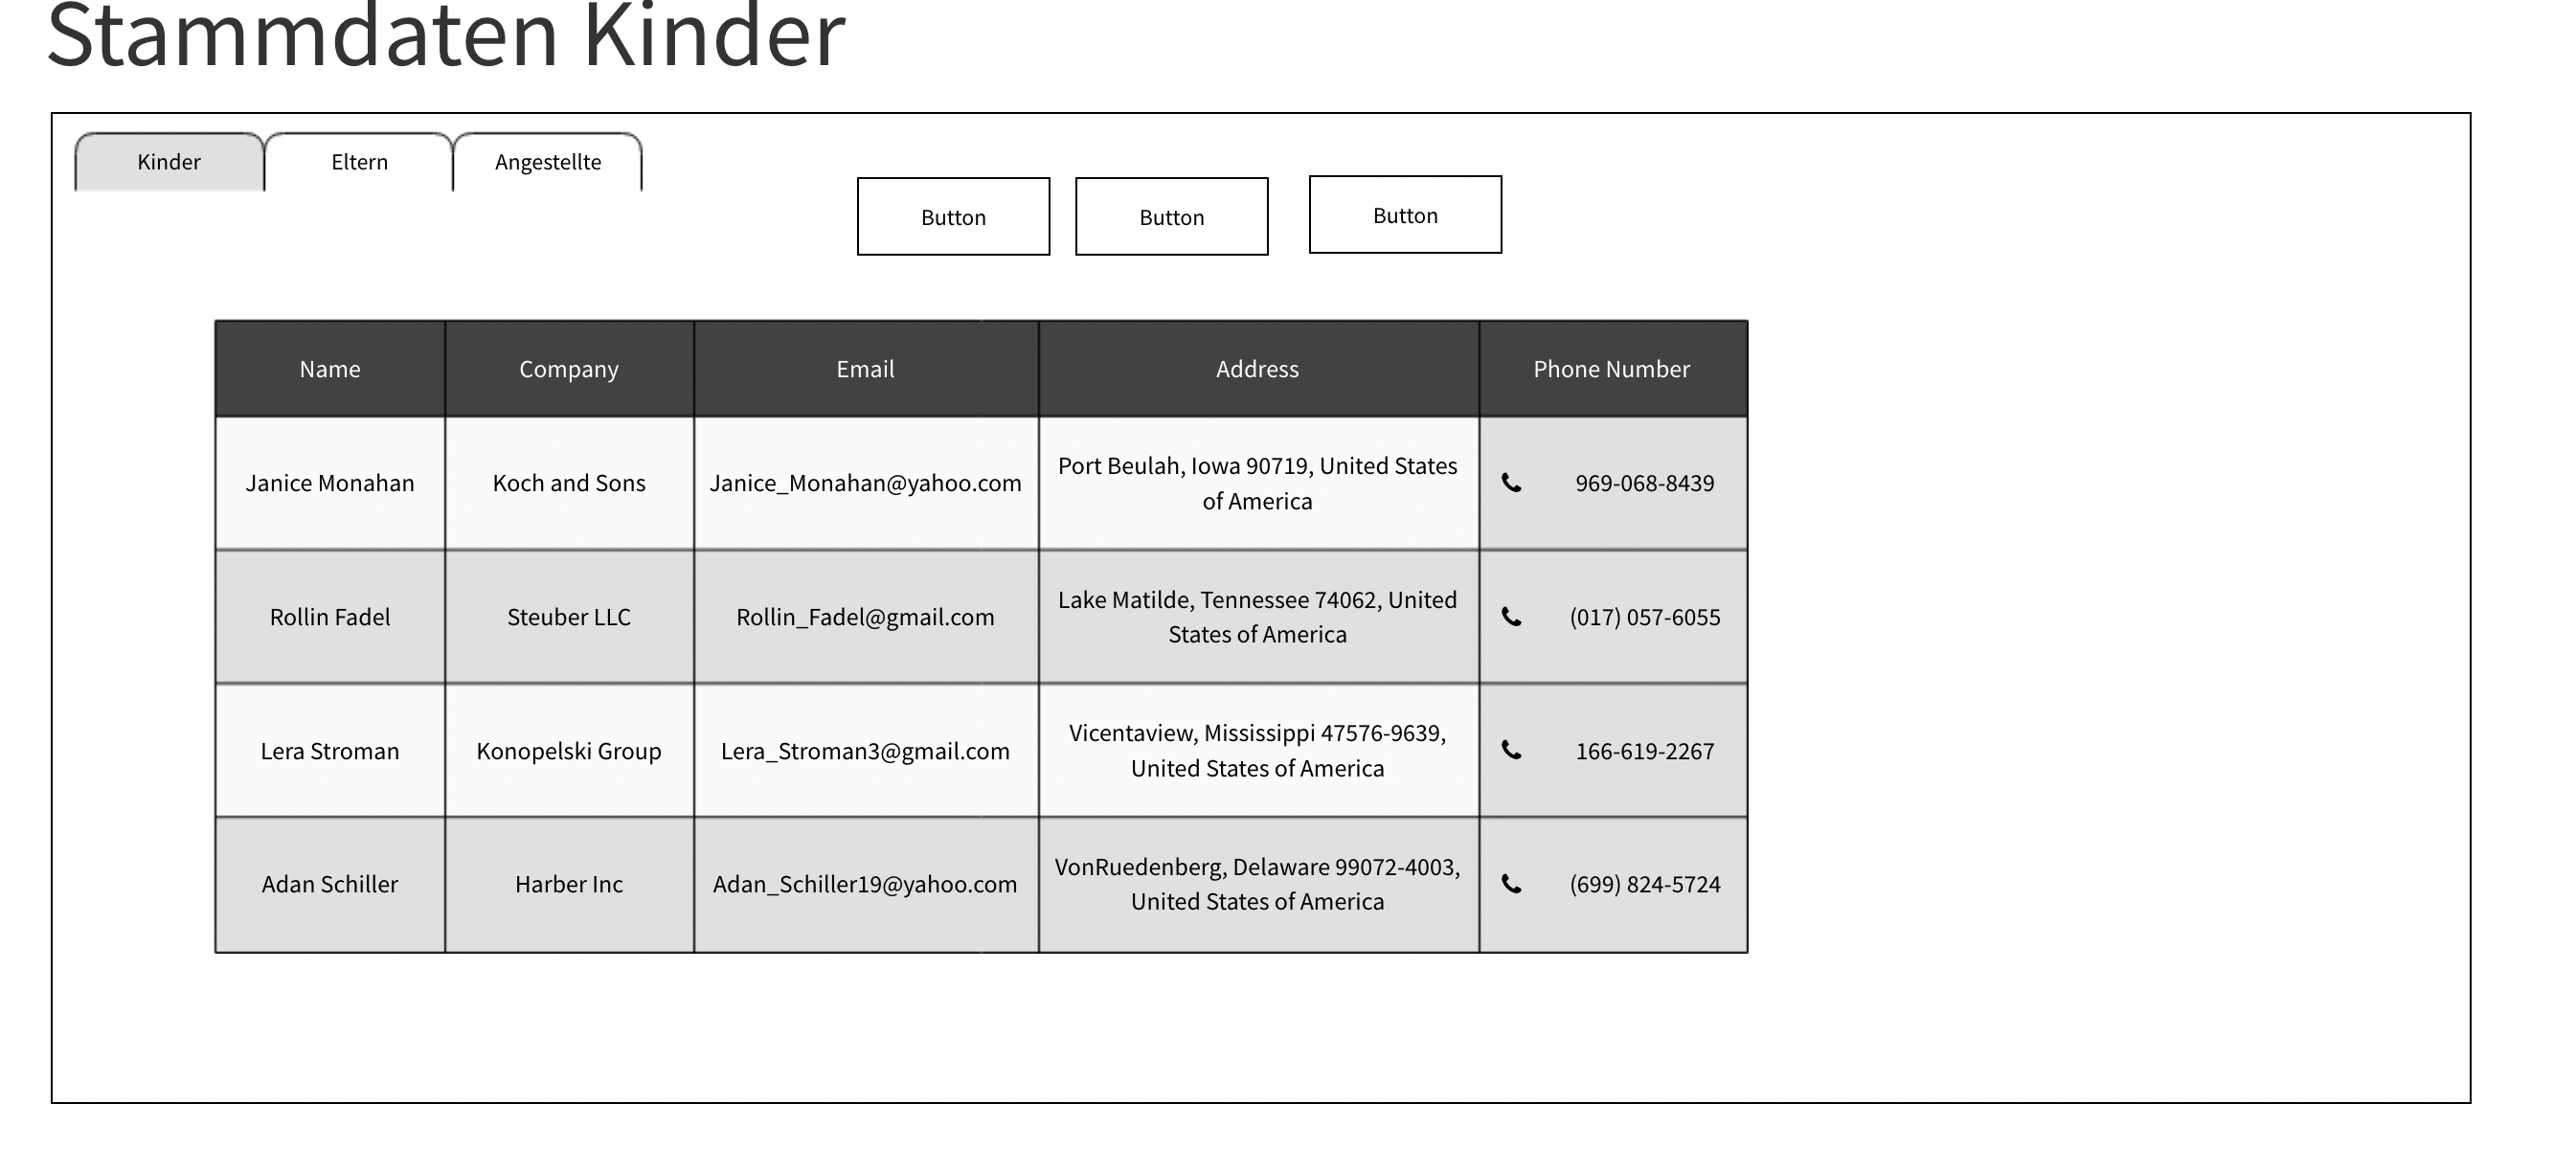 Stammdaten Kinder
Kinder
Eltern
Angestellte
Button
Button
Button
Name
Company
Email
Address
Phone Number
Janice Monahan
Koch and Sons
Janice_Monahan@yahoo.com
Port Beulah, Iowa 90719, United States
of America
969-068-8439
Rollin Fadel
Steuber LLC
Rollin_Fadel@gmail.com
Lake Matilde, Tennessee 74062, United
States of America
(017) 057-6055
Lera Stroman
Konopelski Group
Lera_Stroman3@gmail.com
Vicentaview, Mississippi 47576-9639,
United States of America
166-619-2267
Adan Schiller
Harber Inc
Adan_Schiller19@yahoo.com
VonRuedenberg, Delaware 99072-4003,
United States of America
(699) 824-5724